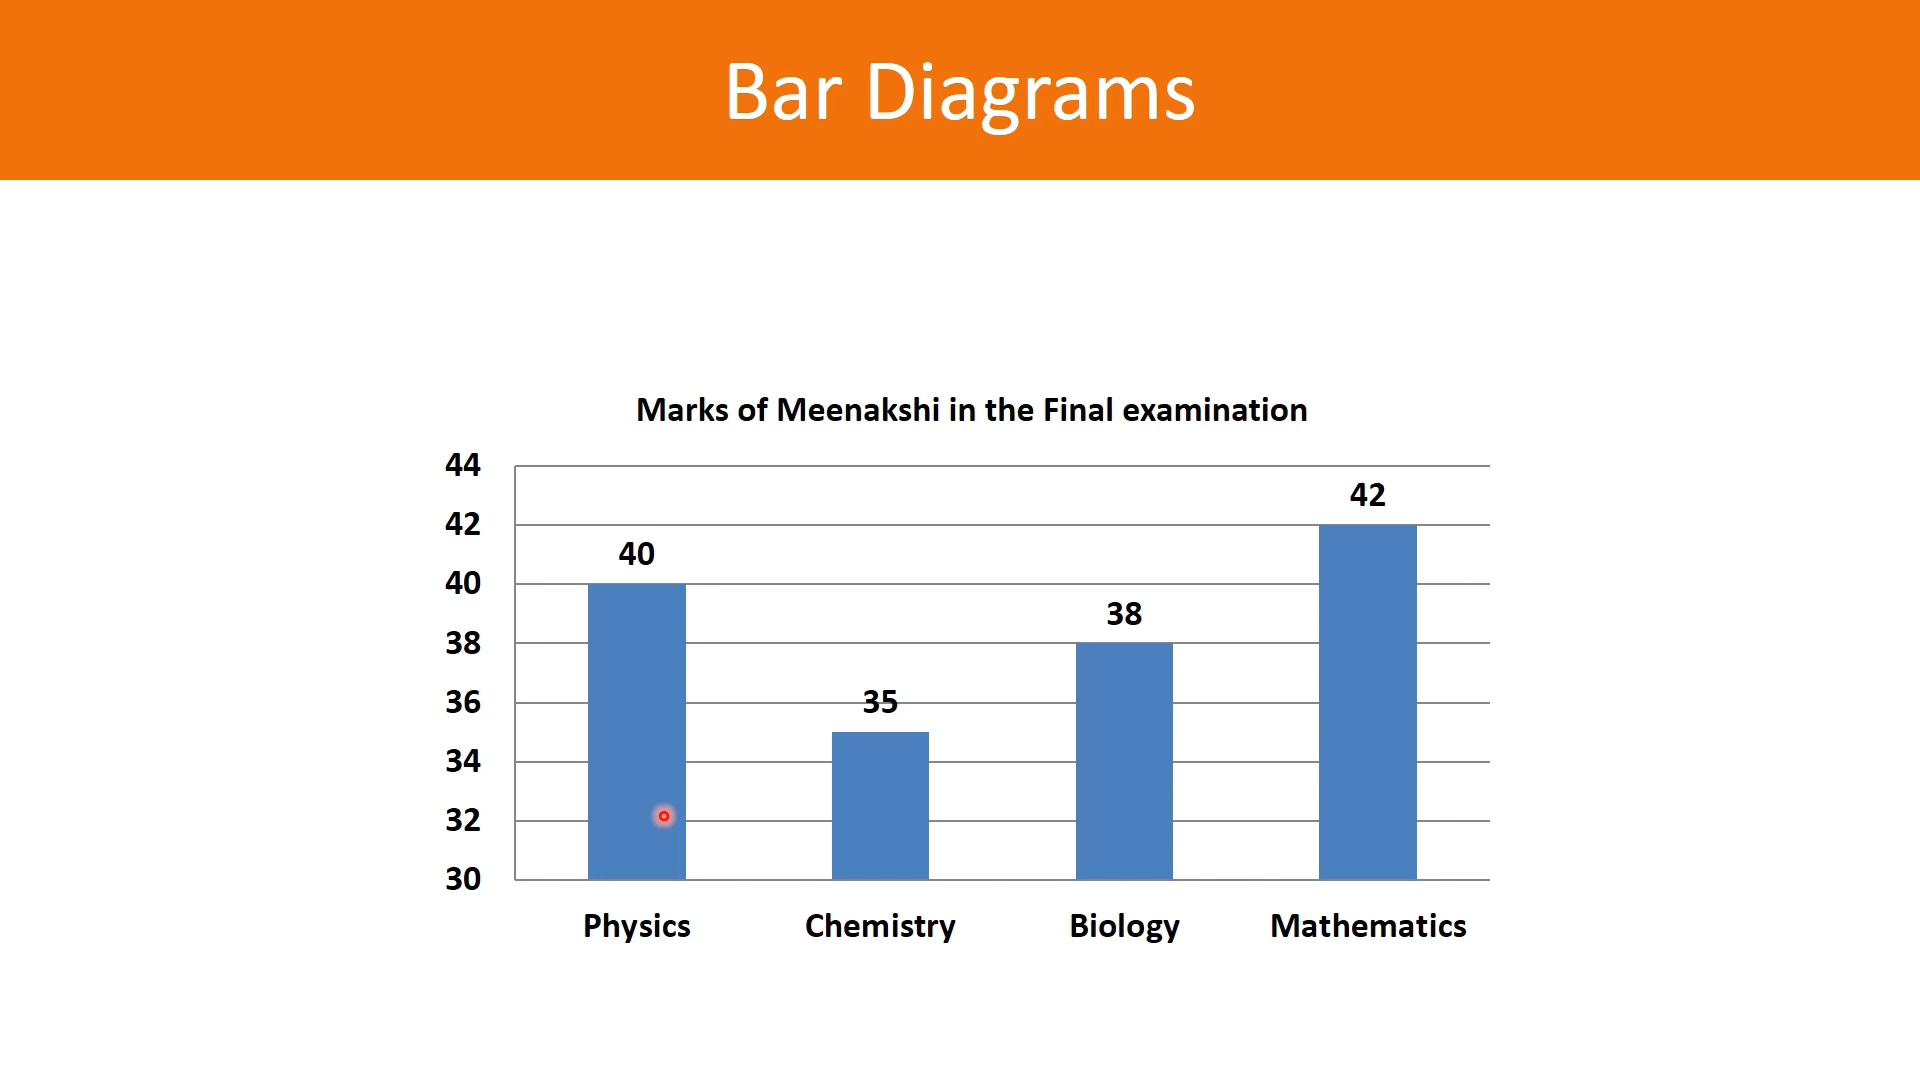 Bar Diagrams
Marks of Meenakshi in the Final examination
44
42
40
38
36
34
32
30
40
35
38
42
Physics
Chemistry
Biology
Mathematics